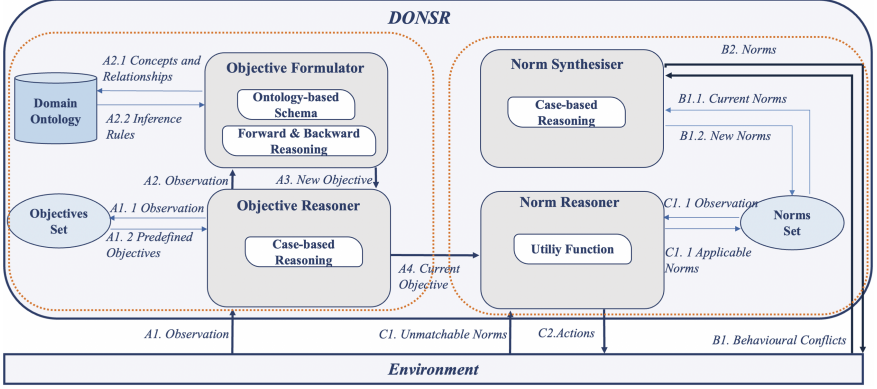 DONSR
B2. Norms
A2.1 Concepts and
Relationships
Objective Formulator
Norm Synthesiser
Domain
Ontology
Ontology-based
Schema
Case-based
Reasoning
B1.1. Current Norms
A2.2 Inference
Rules
Forward & Backward
Reasoning
B1.2. New Norms
A2. Observation
A3. New Objective
Objectives
Set
A1. 1 Observation
Objective Reasoner
Norm Reasoner
C1. 1 Observation
Norms
Set
A1. 2 Predefined
Objectives
Case-based
Reasoning
Utiliy Function
C1. 1 Applicable
Norms
A4. Current
Objective
A1. Observation
C1. Unmatchable Norms
C2.Actions
B1. Behavioural Conflicts
Environment